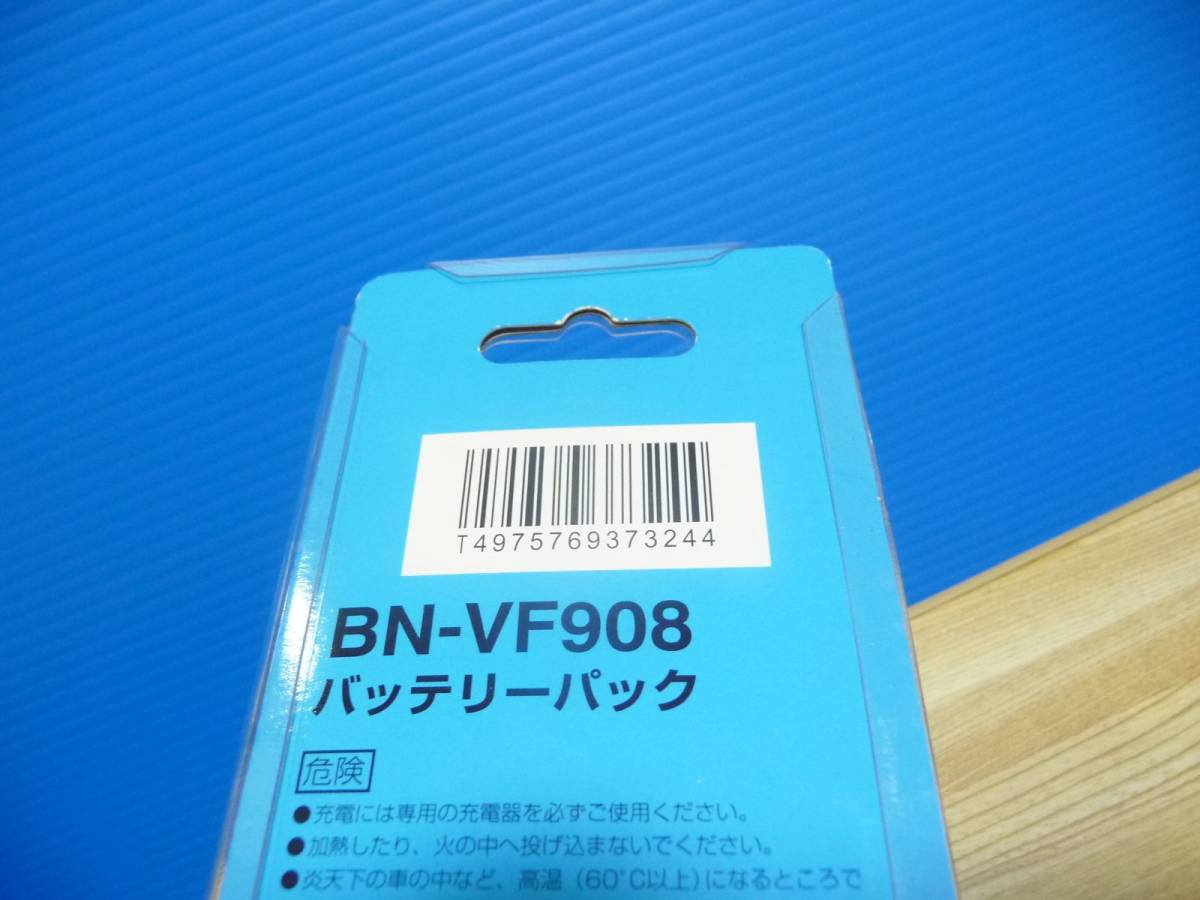 T4975769373244
BN-VF908
バッテリーパック
危険
●充電には専用の充電器を必ずご使用ください。
●加熱したり、火の中へ投げ込まないでください。
●炎天下の車の中など、高温（60°C以上）になるところで